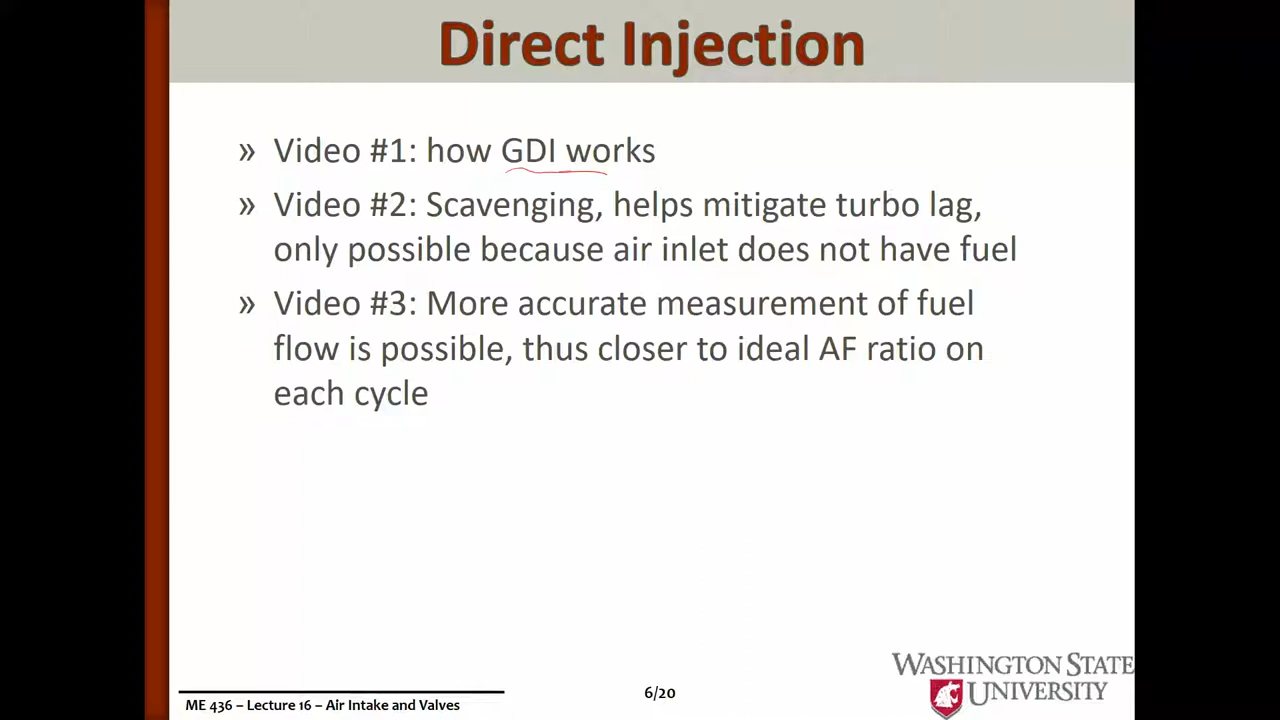 Direct Injection
» Video #1: how GDI works
» Video #2: Scavenging, helps mitigate turbo lag,
only possible because air inlet does not have fuel
» Video #3: More accurate measurement of fuel
flow is possible, thus closer to ideal AF ratio on
each cycle
WASHINGTON STATE
UNIVERSITY
6/20
ME 436 – Lecture 16 – Air Intake and Valves